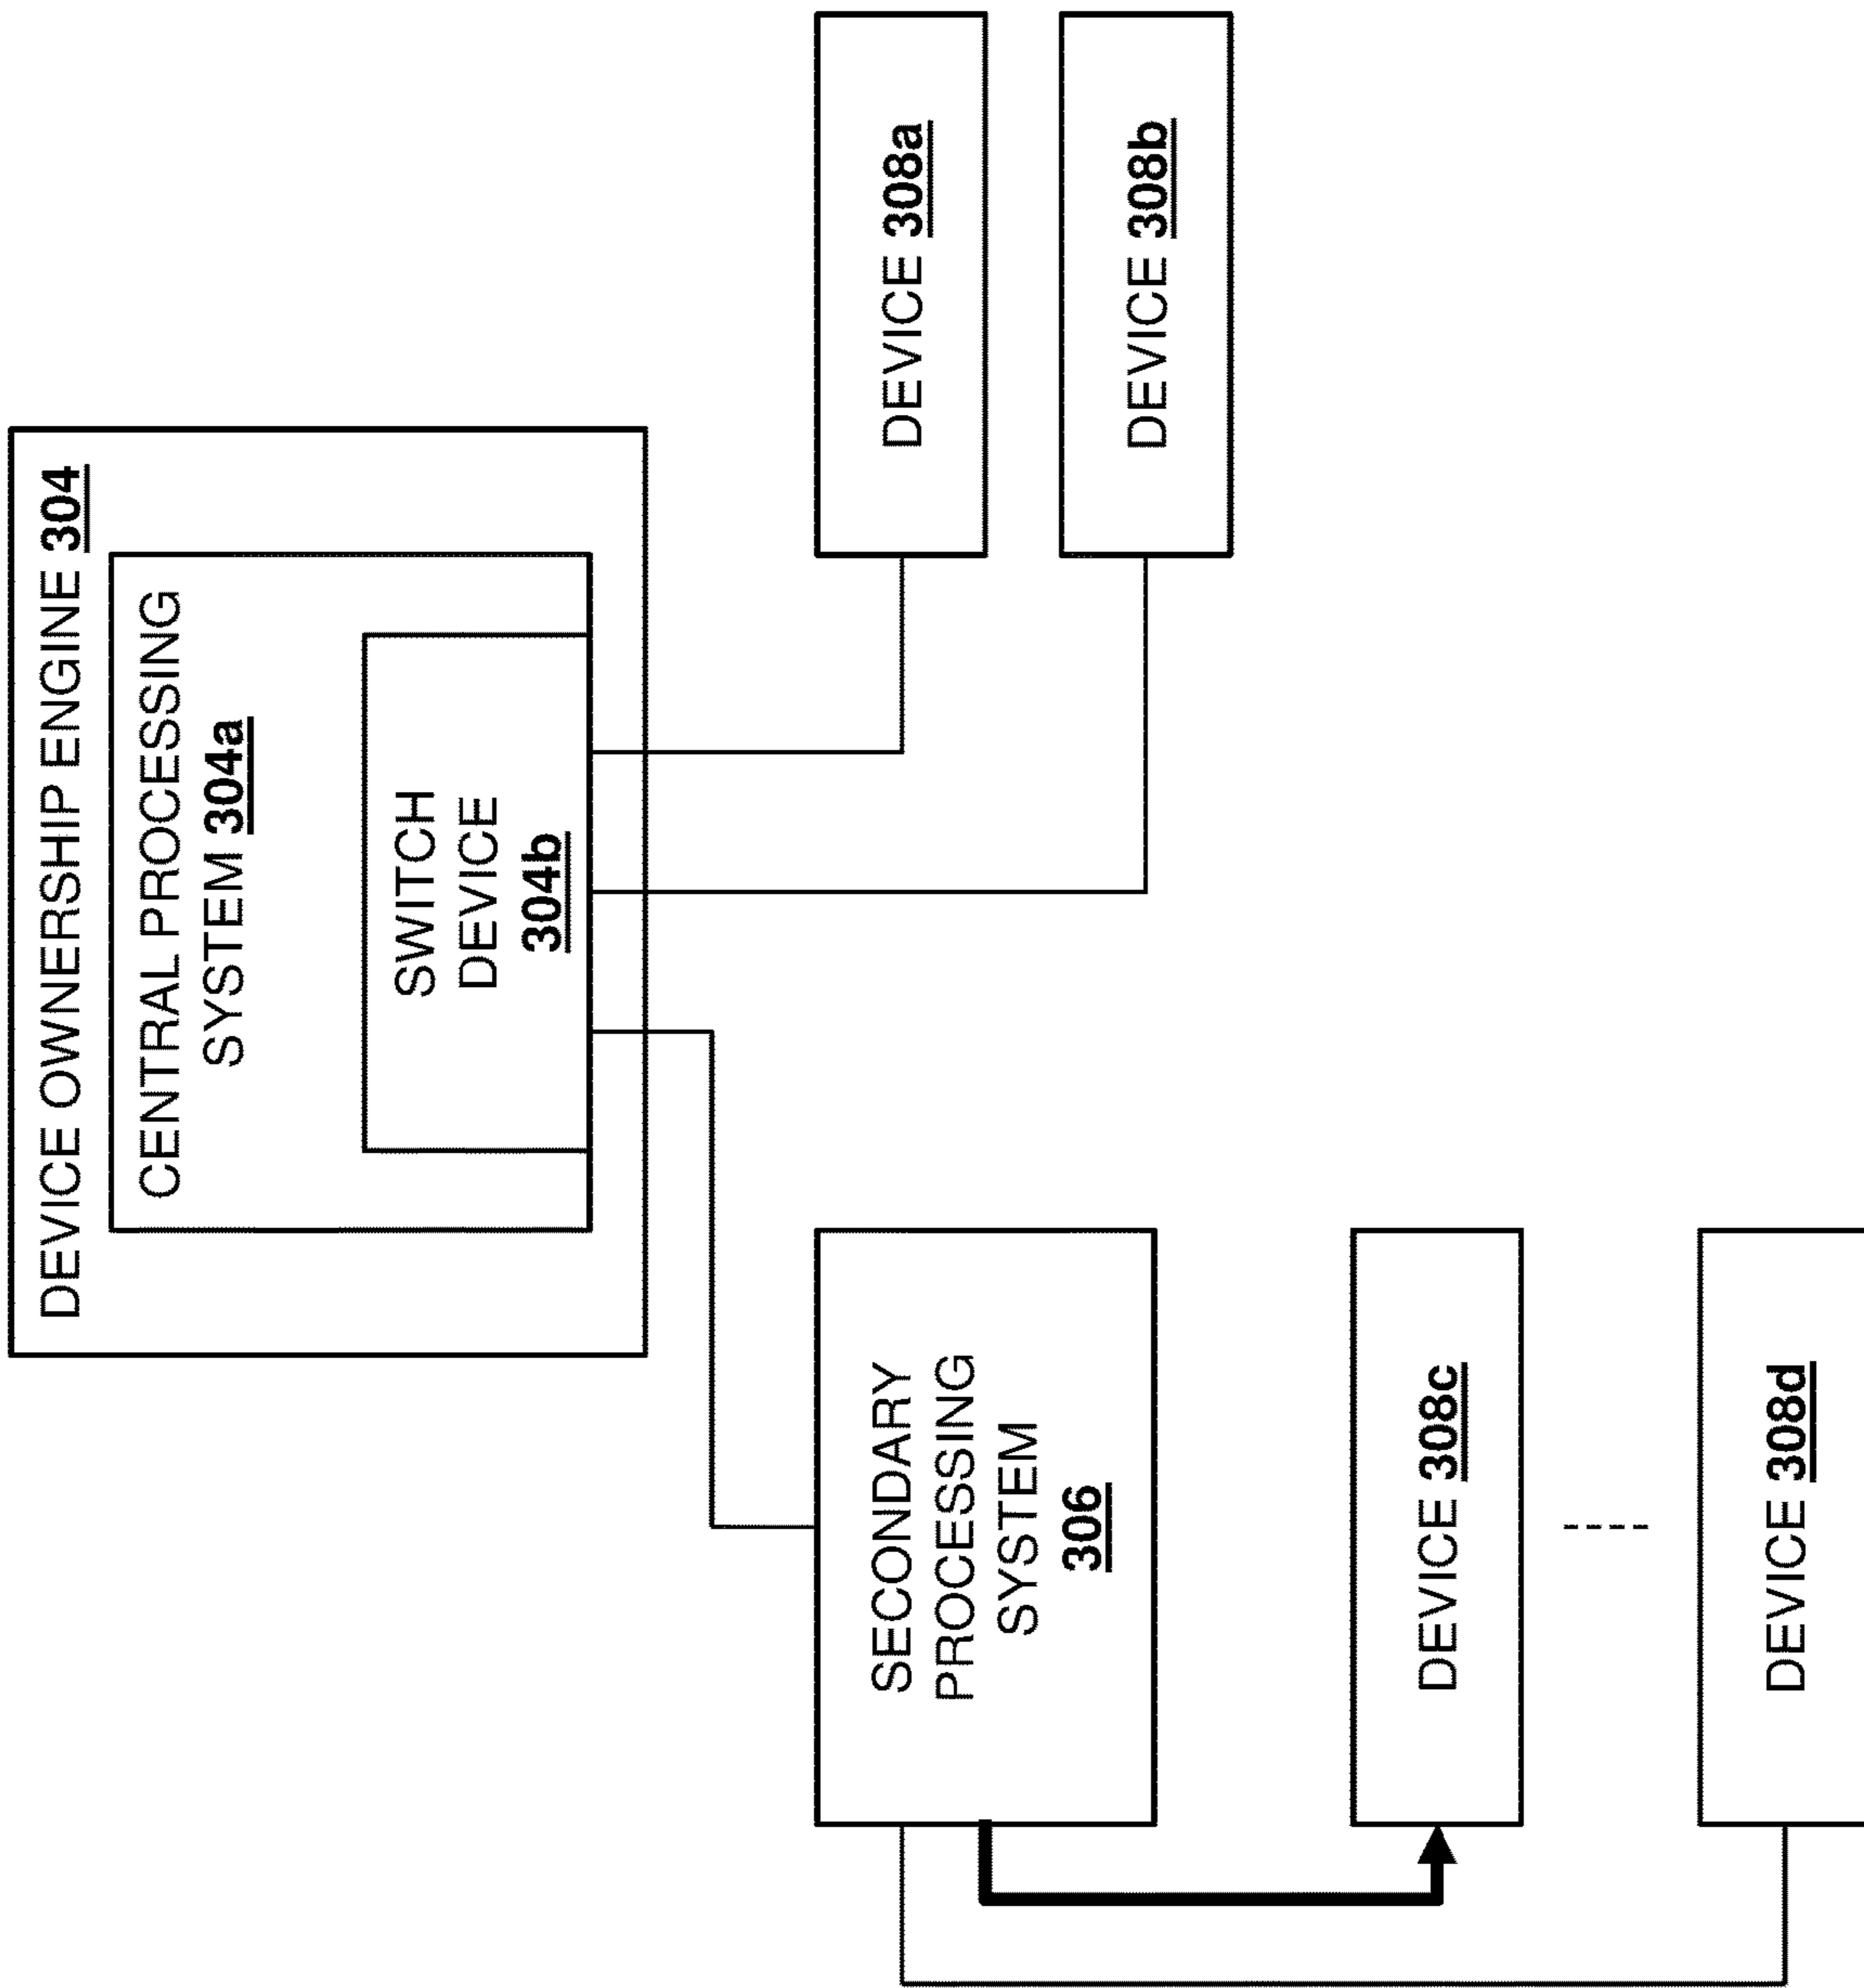 DEVICE OWNERSHIP ENGINE 304
CENTRAL PROCESSING
SYSTEM 304a
SWITCH
DEVICE
304b
SECONDARY
PROCESSING
SYSTEM
306
DEVICE 308a
DEVICE 308b
DEVICE 308c
DEVICE 308d